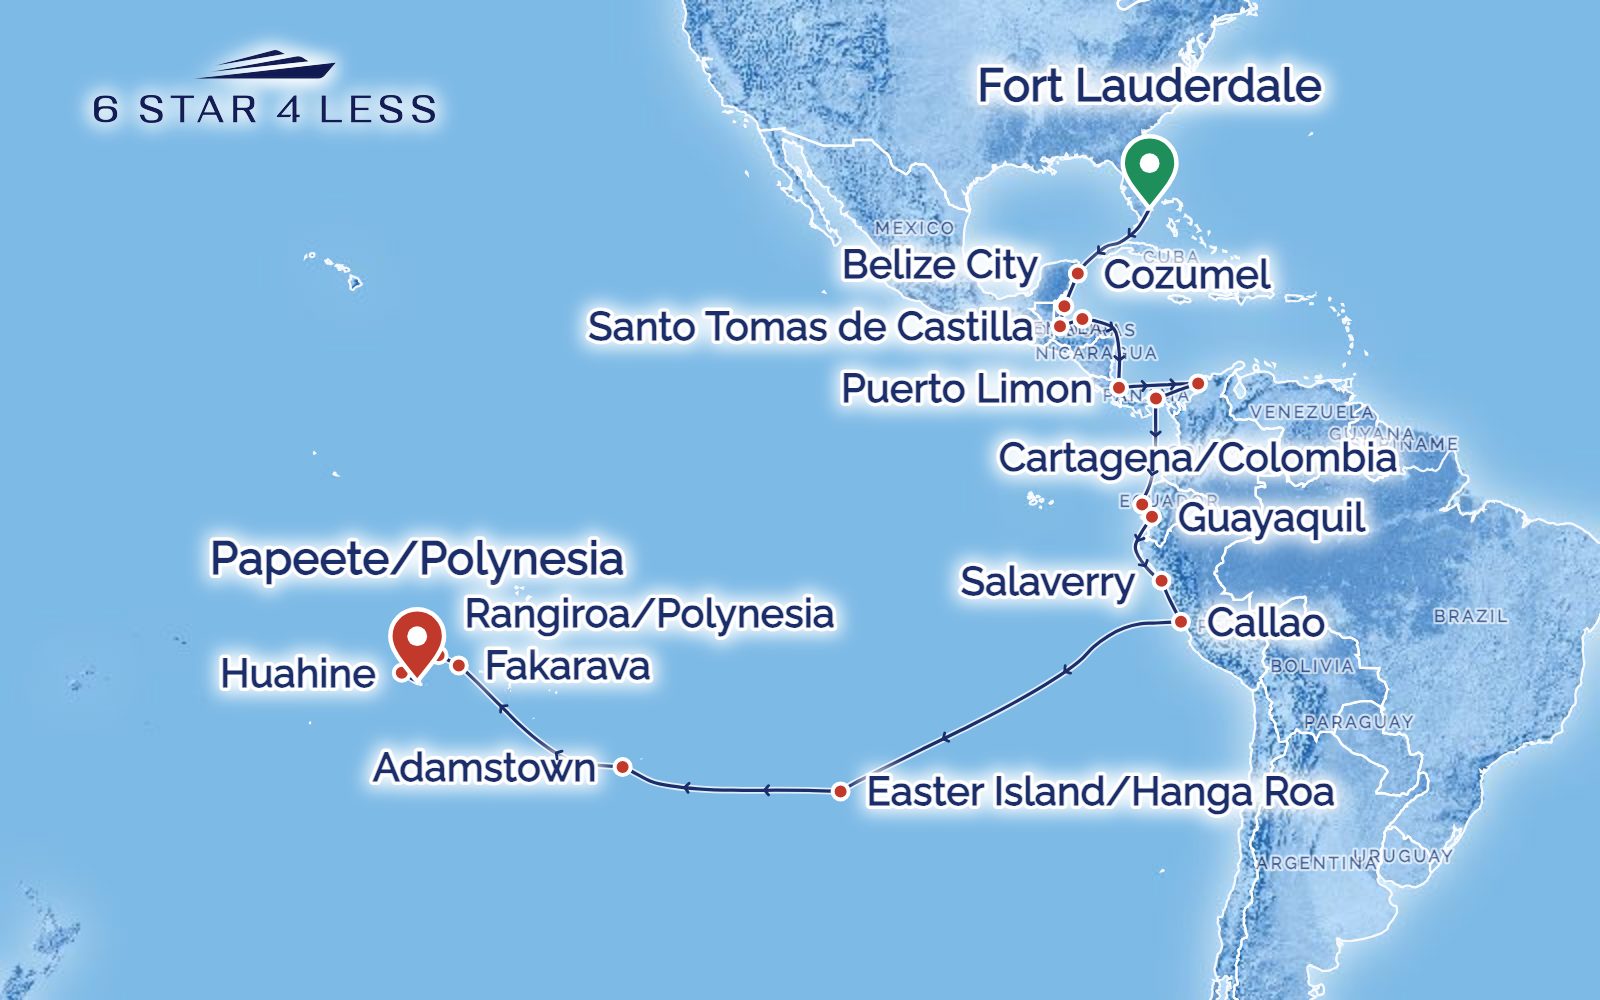 6 STAR 4 LESS
Fort Lauderdale
MEXICO
CUBA
Belize City
Cozumel
Santo Tomas de Castilla
NICARAGUA
Puerto Limon
VENEZUELA
GUYANA
Cartagena/Colombia
ECUADOR
Guayaquil
Papeete/Polynesia
Salaverry
Rangiroa/Polynesia
BRAZIL
Callao
Huahine
Fakarava
BOLIVIA
PARAGUAY
Adamstown
Easter Island/Hanga Roa
ARGENTINA
URUGUAY